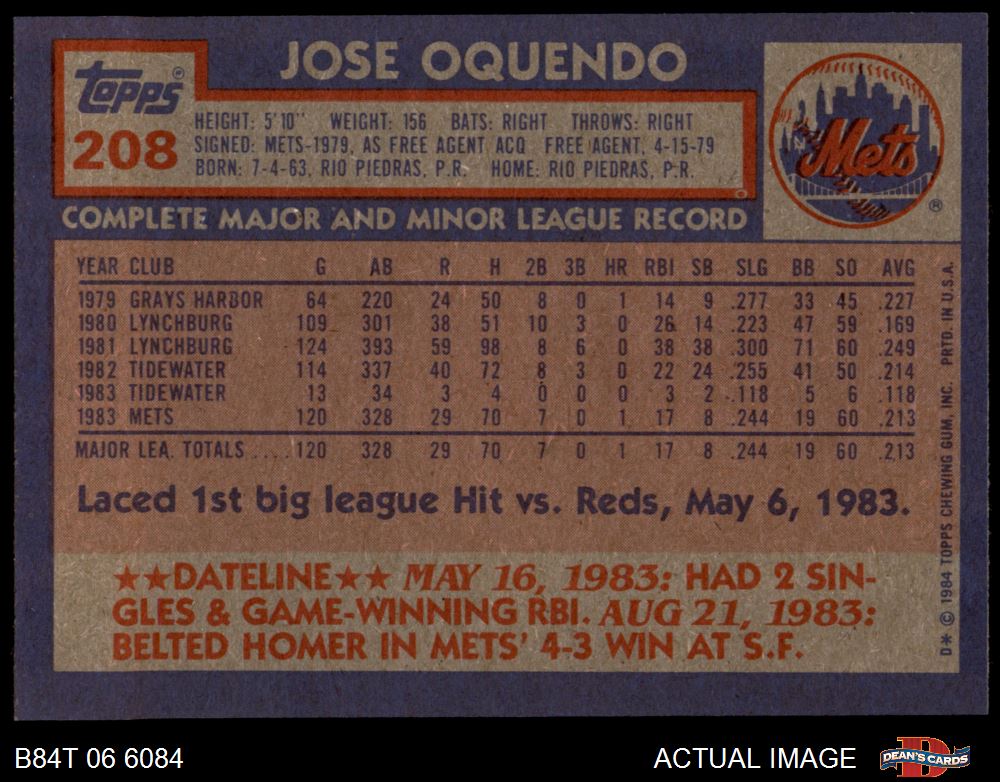 JOSE OQUENDO
Topps®
208
HEIGHT: 5'10" WEIGHT: 156 BATS: RIGHT THROWS: RIGHT
SIGNED: METS-1979, AS FREE AGENT ACQ FREE AGENT, 4-15-79
BORN: 7-4-63, RIO PIEDRAS, P.R. HOME: RIO PIEDRAS, P.R.
Mets
®
COMPLETE MAJOR AND MINOR LEAGUE RECORD
YEAR CLUB G AB R H 2B 3B HR RBI SB SLG BB SO AVG
1979 GRAYS HARBOR 64 220 24 50 8 0 1 14 9 .277 33 45 .227
1980 LYNCHBURG 109 301 38 51 10 3 0 26 14 .223 47 59 .169
1981 LYNCHBURG 124 393 59 98 8 6 0 38 38 .300 71 60 .249
1982 TIDEWATER 114 337 40 72 8 3 0 22 24 .255 41 50 .214
1983 TIDEWATER 13 34 3 4 0 0 0 3 2 .118 5 6 .118
1983 METS 120 328 29 70 7 0 1 17 8 .244 19 60 .213
MAJOR LEA. TOTALS ....120 328 29 70 7 0 1 17 8 .244 19 60 .213
Laced 1st big league Hit vs. Reds, May 6, 1983.
★★DATELINE★★ MAY 16, 1983: HAD 2 SIN-
GLES & GAME-WINNING RBI. AUG 21, 1983:
BELTED HOMER IN METS' 4-3 WIN AT S.F.
D* © 1984 TOPPS CHEWING GUM, INC. PRTD. IN U.S.A.
B84T 06 6084
ACTUAL IMAGE
DEAN'S CARDS